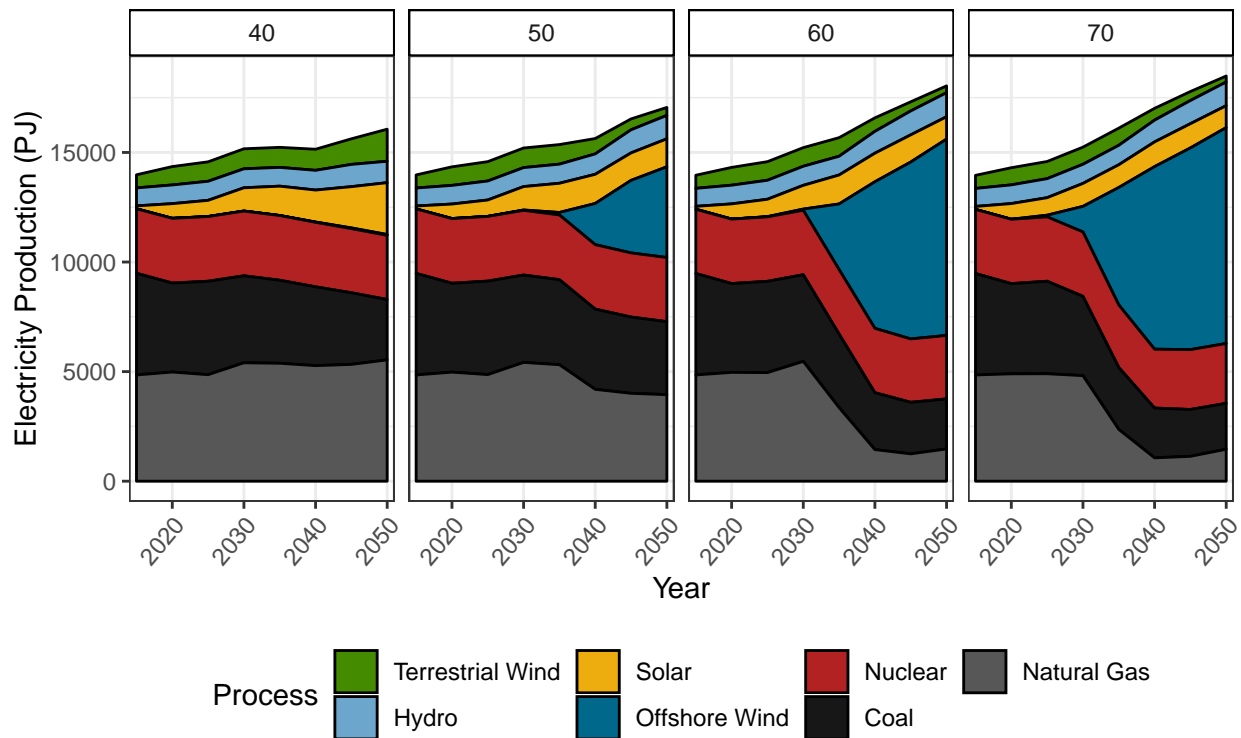 40 50 60 70
Electricity Production (PJ)
15000
10000
5000
0
2020 2030 2040 2050 2020 2030 2040 2050 2020 2030 2040 2050 2020 2030 2040 2050
Year
Process
Terrestrial Wind Solar Nuclear Natural Gas
Hydro Offshore Wind Coal